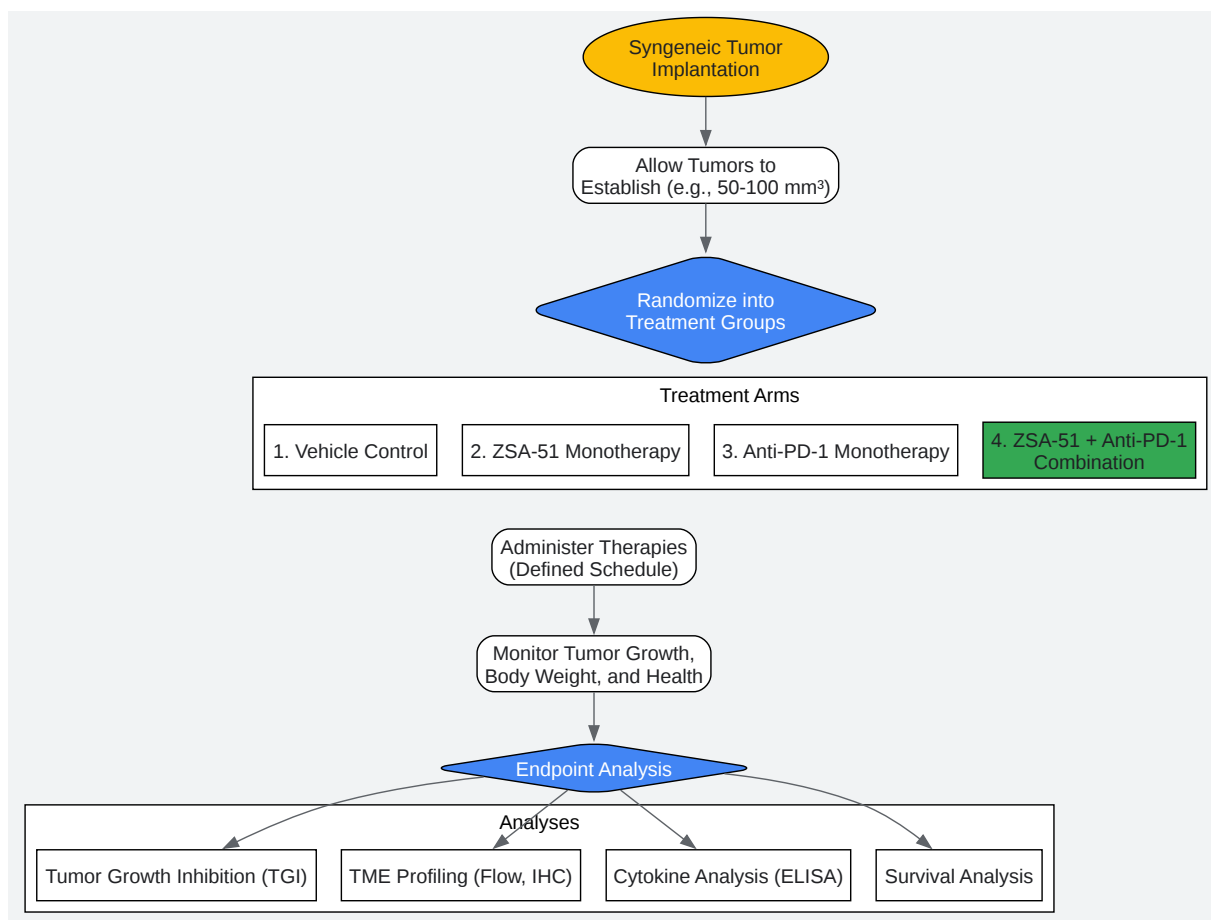 Syngeneic Tumor
Implantation
Allow Tumors to
Establish (e.g., 50-100 mm³)
Randomize into
Treatment Groups
Treatment Arms
1. Vehicle Control
2. ZSA-51 Monotherapy
3. Anti-PD-1 Monotherapy
4. ZSA-51 + Anti-PD-1
Combination
Administer Therapies
(Defined Schedule)
Monitor Tumor Growth,
Body Weight, and Health
Endpoint Analysis
Analyses
Tumor Growth Inhibition (TGI)
TME Profiling (Flow, IHC)
Cytokine Analysis (ELISA)
Survival Analysis